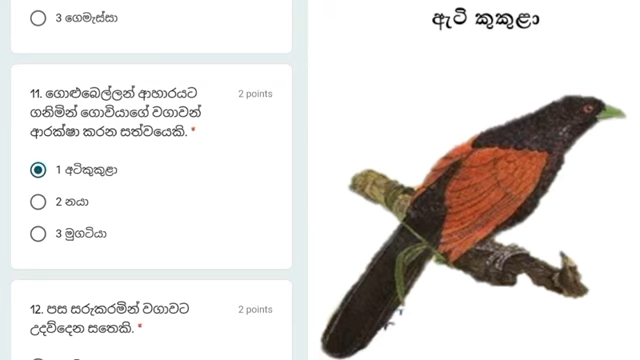 3 ගෙමැස්සා
11. ගොළුබෙල්ලන් ආහාරයට
ගනිමින් ගොවියාගේ වගාවන්
ආරක්ෂා කරන සත්වයෙකි. *
2 points
1 අටිකුකුළා
2 නයා
3 මුගටියා
12. පස සරුකරමින් වගාවට
උදව්දෙන සතෙකි. *
2 points
ඇටි කුකුළා